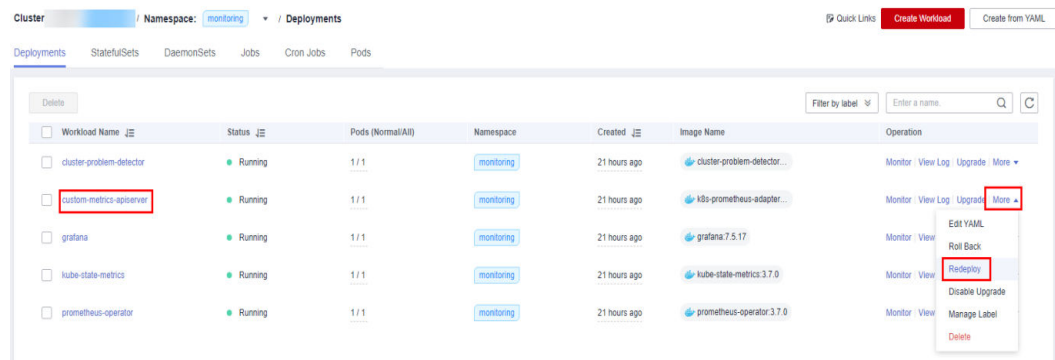 Cluster / Namespace: monitoring / Deployments Quick Links Create Workload Create from YAML
Deployments StatefulSets DaemonSets Jobs Cron Jobs Pods
Delete Filter by label Enter a name.
Workload Name Status Pods (Normal/All) Namespace Created Image Name Operation
cluster-problem-detector Running 1 / 1 monitoring 21 hours ago cluster-problem-detector... Monitor View Log Upgrade More
custom-metrics-apiserver Running 1 / 1 monitoring 21 hours ago k8s-prometheus-adapter... Monitor View Log Upgrade More
Edit YAML
grafana Running 1 / 1 monitoring 21 hours ago grafana:7.5.17 Monitor View
Roll Back
Redeploy
kube-state-metrics Running 1 / 1 monitoring 21 hours ago kube-state-metrics:3.7.0 Monitor View
Disable Upgrade
prometheus-operator Running 1 / 1 monitoring 21 hours ago prometheus-operator:3.7.0 Monitor View
Manage Label
Delete